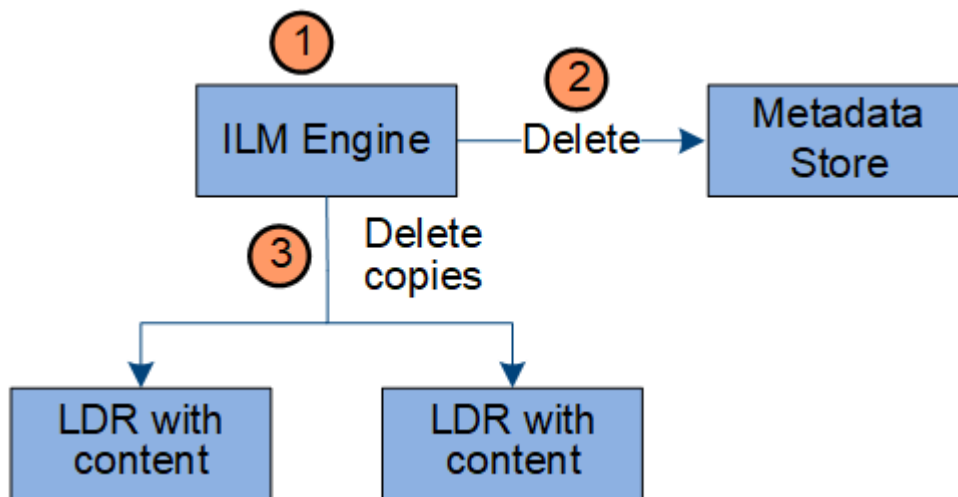 1
2
ILM Engine
Delete
Metadata
Store
3
Delete
copies
LDR with
content
LDR with
content